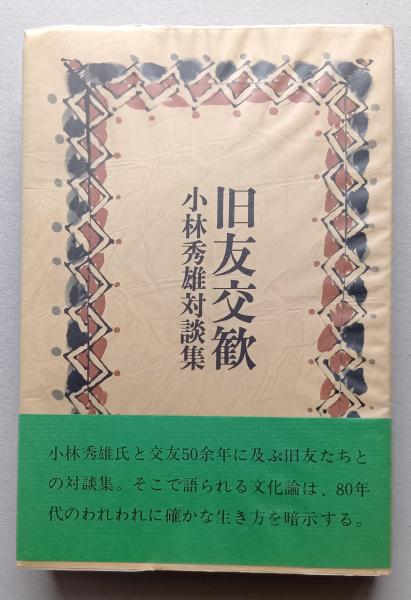 旧友交歓
小林秀雄対談集
小林秀雄氏と交友50余年に及ぶ旧友たちと
の対談集。そこで語られる文化論は、80年
代のわれわれに確かな生き方を暗示する。